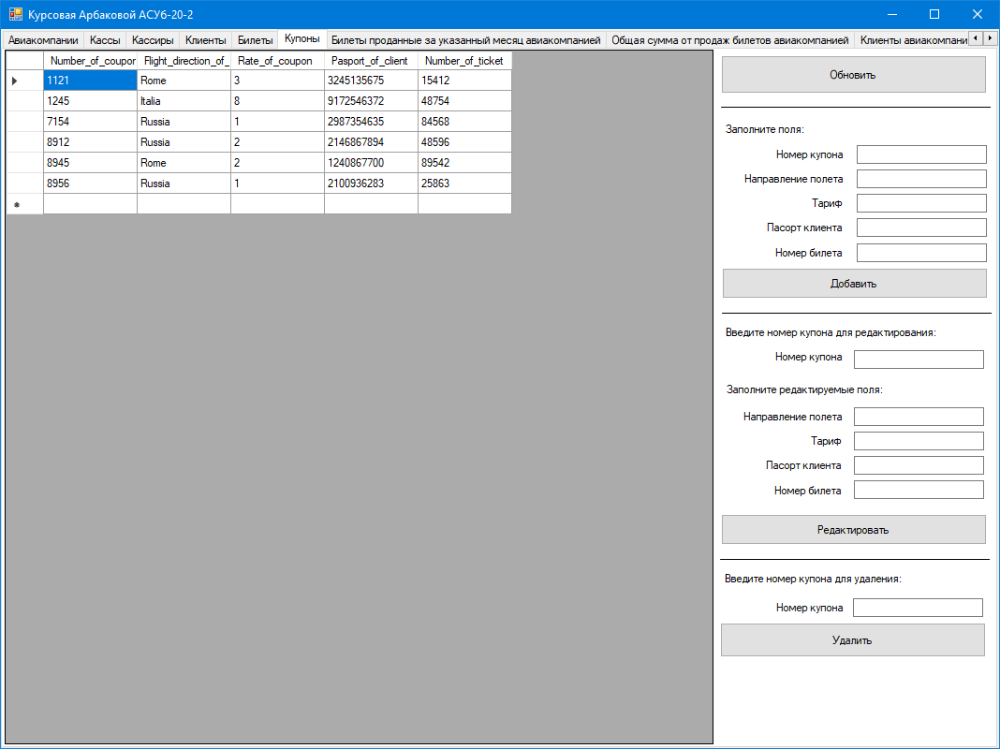 Курсовая Арбаковой АСУб-20-2
Авиакомпании Кассы Кассиры Клиенты Билеты Купоны Билеты проданные за указанный месяц авиакомпанией Общая сумма от продаж билетов авиакомпанией Клиенты авиакомпани
Number_of_coupor Flight_direction_of_ Rate_of_coupon Pasport_of_client Number_of_ticket
1121 Rome 3 3245135675 15412
1245 Italia 8 9172546372 48754
7154 Russia 1 2987354635 84568
8912 Russia 2 2146867894 48596
8945 Rome 2 1240867700 89542
8956 Russia 1 2100936283 25863
Обновить
Заполните поля:
Номер купона
Направление полета
Тариф
Пасорт клиента
Номер билета
Добавить
Введите номер купона для редактирования:
Номер купона
Заполните редактируемые поля:
Направление полета
Тариф
Пасорт клиента
Номер билета
Редактировать
Введите номер купона для удаления:
Номер купона
Удалить